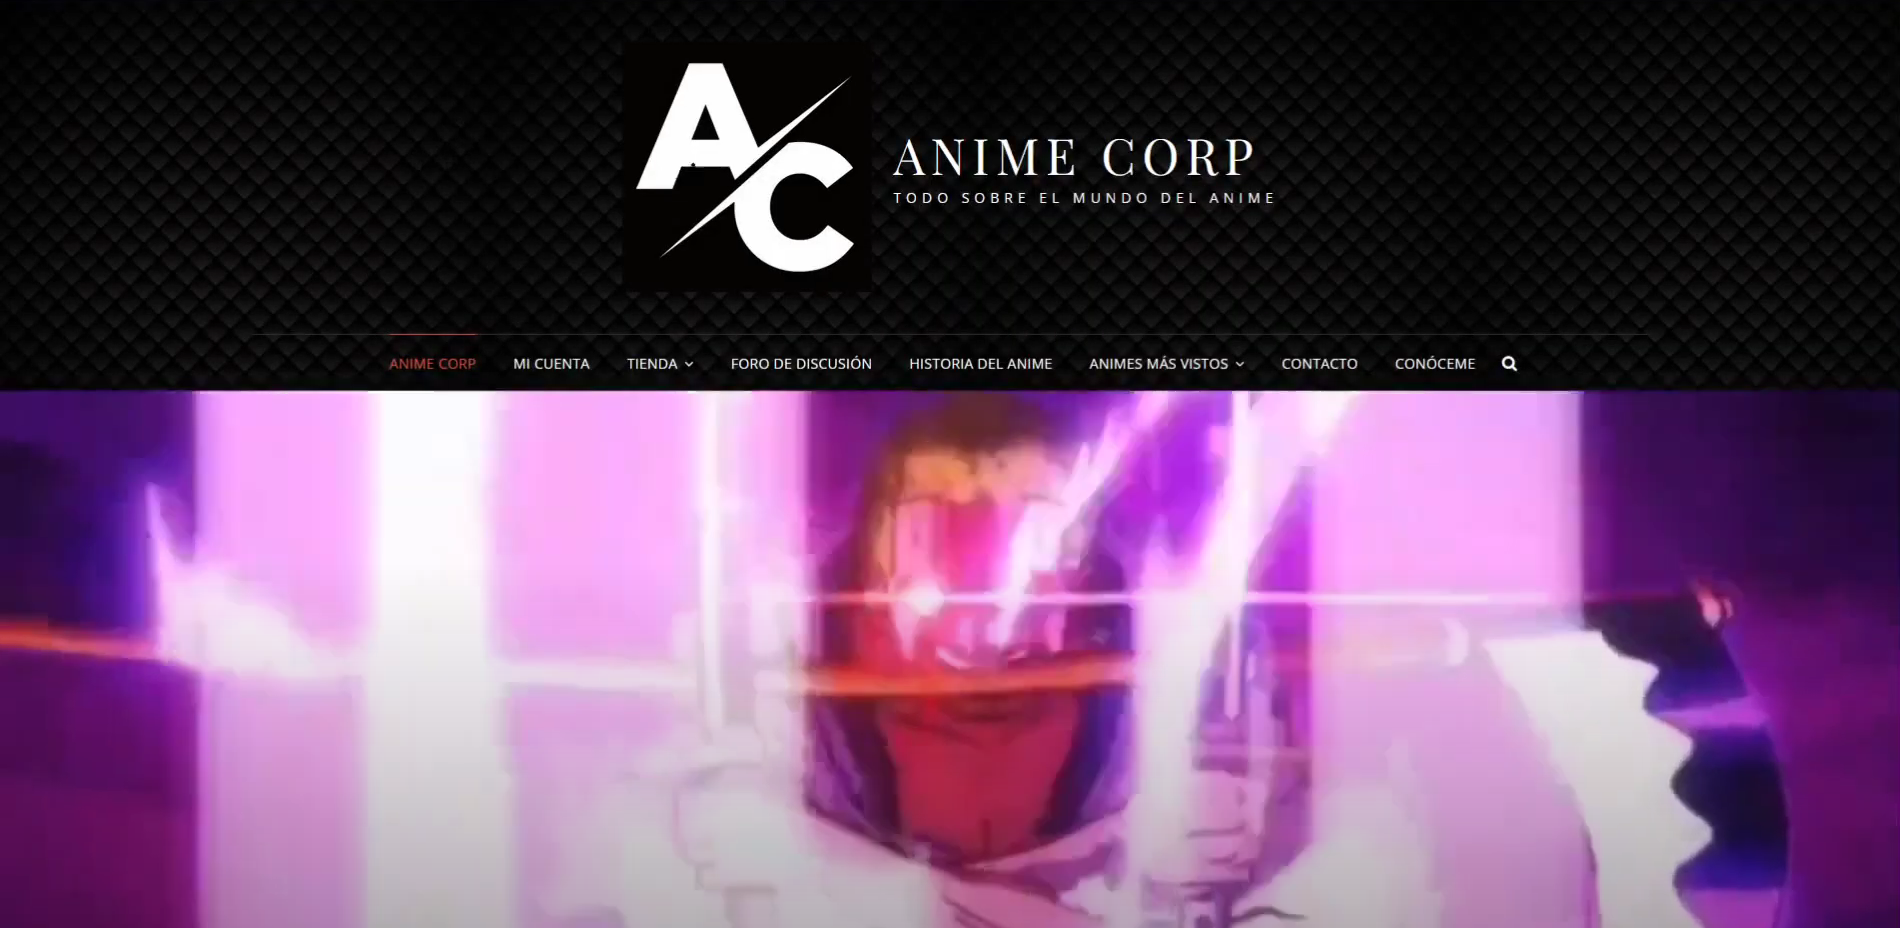 AC
ANIME CORP
TODO SOBRE EL MUNDO DEL ANIME
ANIME CORP MI CUENTA TIENDA FORO DE DISCUSIÓN HISTORIA DEL ANIME ANIMES MÁS VISTOS CONTACTO CONÓCEME